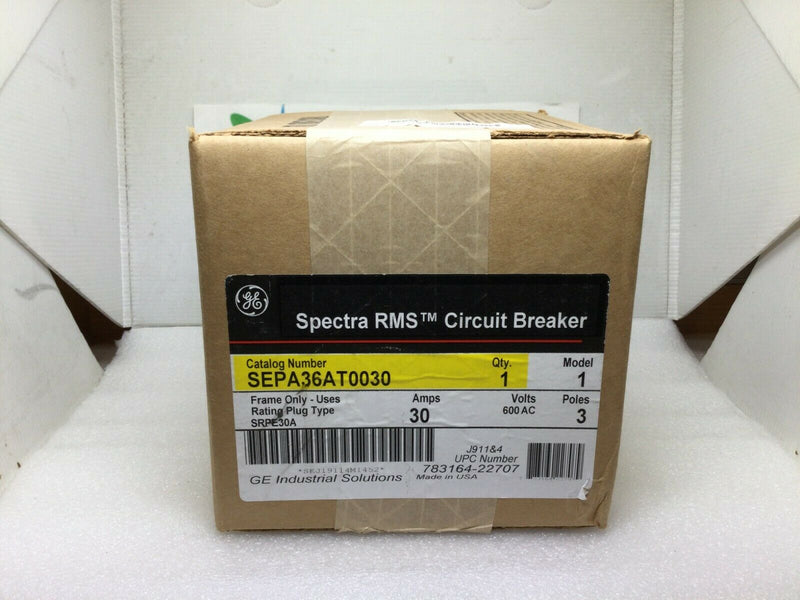 GE
Spectra RMS™ Circuit Breaker
Catalog Number Qty. Model
SEPA36AT0030 1 1
Frame Only - Uses Amps Volts Poles
Rating Plug Type 30 600 AC 3
SRPE30A
J911&4
UPC Number
*SEJ19114M1452* 783164-22707
GE Industrial Solutions Made in USA